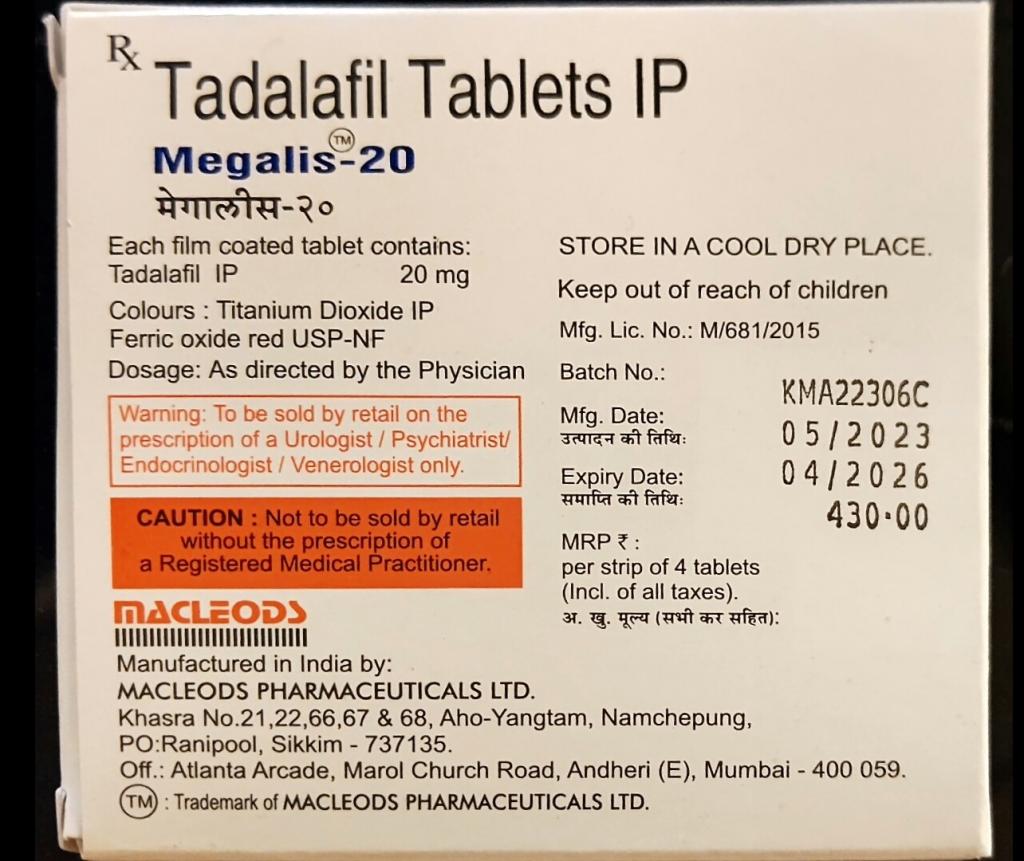 Rx
Tadalafil Tablets IP
Megalis™-20
मेगालीस-२०
Each film coated tablet contains:
Tadalafil IP 20 mg
Colours : Titanium Dioxide IP
Ferric oxide red USP-NF
Dosage: As directed by the Physician
Warning: To be sold by retail on the
prescription of a Urologist / Psychiatrist/
Endocrinologist / Venerologist only.
CAUTION : Not to be sold by retail
without the prescription of
a Registered Medical Practitioner.
STORE IN A COOL DRY PLACE.
Keep out of reach of children
Mfg. Lic. No.: M/681/2015
Batch No.: KMA22306C
Mfg. Date: 05/2023
उत्पादन की तिथिः
Expiry Date: 04/2026
समाप्ति की तिथिः
430.00
MRP ₹ :
per strip of 4 tablets
(Incl. of all taxes).
अ. खु. मूल्य (सभी कर सहित):
MACLEODS
Manufactured in India by:
MACLEODS PHARMACEUTICALS LTD.
Khasra No.21,22,66,67 & 68, Aho-Yangtam, Namchepung,
PO:Ranipool, Sikkim - 737135.
Off.: Atlanta Arcade, Marol Church Road, Andheri (E), Mumbai - 400 059.
TM : Trademark of MACLEODS PHARMACEUTICALS LTD.